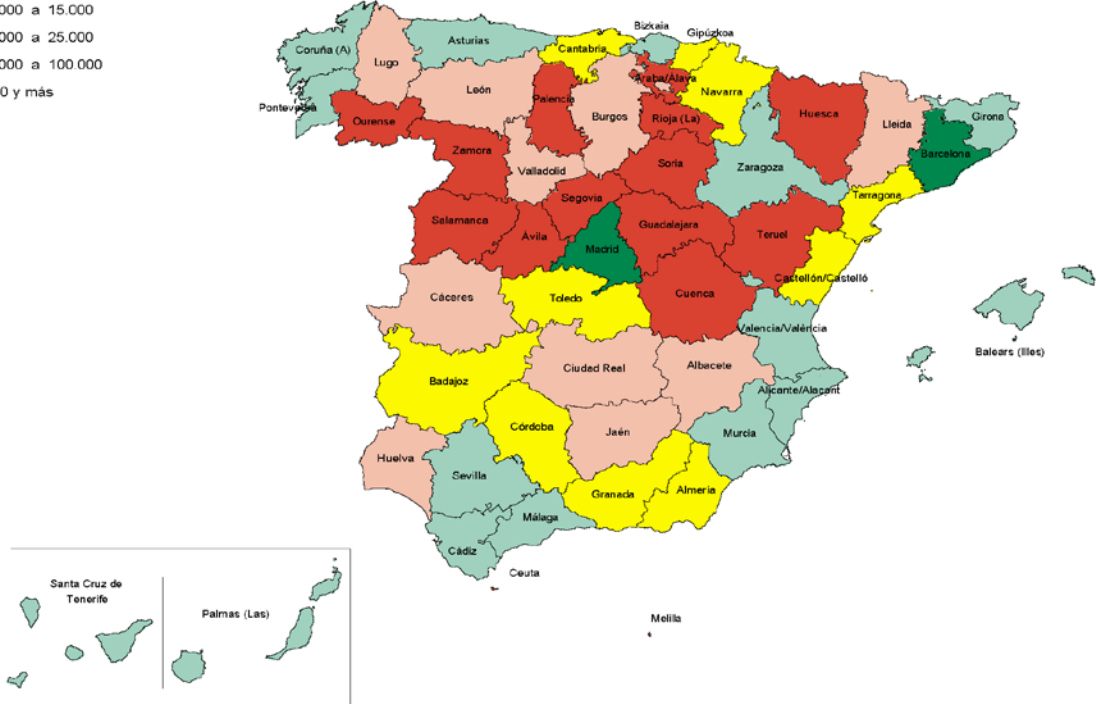 000 a 15.000
000 a 25.000
000 a 100.000
0 y más
Bizkaia
Gipúzkoa
Coruña (A)
Asturias
Cantabria
Lugo
Araba/Alava
León
Navarra
Palencia
Pontevedra
Ourense
Burgos
Rioja (La)
Huesca
Lleida
Girona
Zamora
Barcelona
Valladolid
Soria
Zaragoza
Segovia
Tarragona
Salamanca
Guadalajara
Teruel
Ávila
Madrid
Castellón/Castelló
Cáceres
Toledo
Cuenca
Valencia/València
Balears (Illes)
Ciudad Real
Albacete
Badajoz
Alicante/Alacant
Córdoba
Jaén
Murcia
Huelva
Sevilla
Granada
Almería
Málaga
Cádiz
Ceuta
Santa Cruz de
Tenerife
Palmas (Las)
Melilla